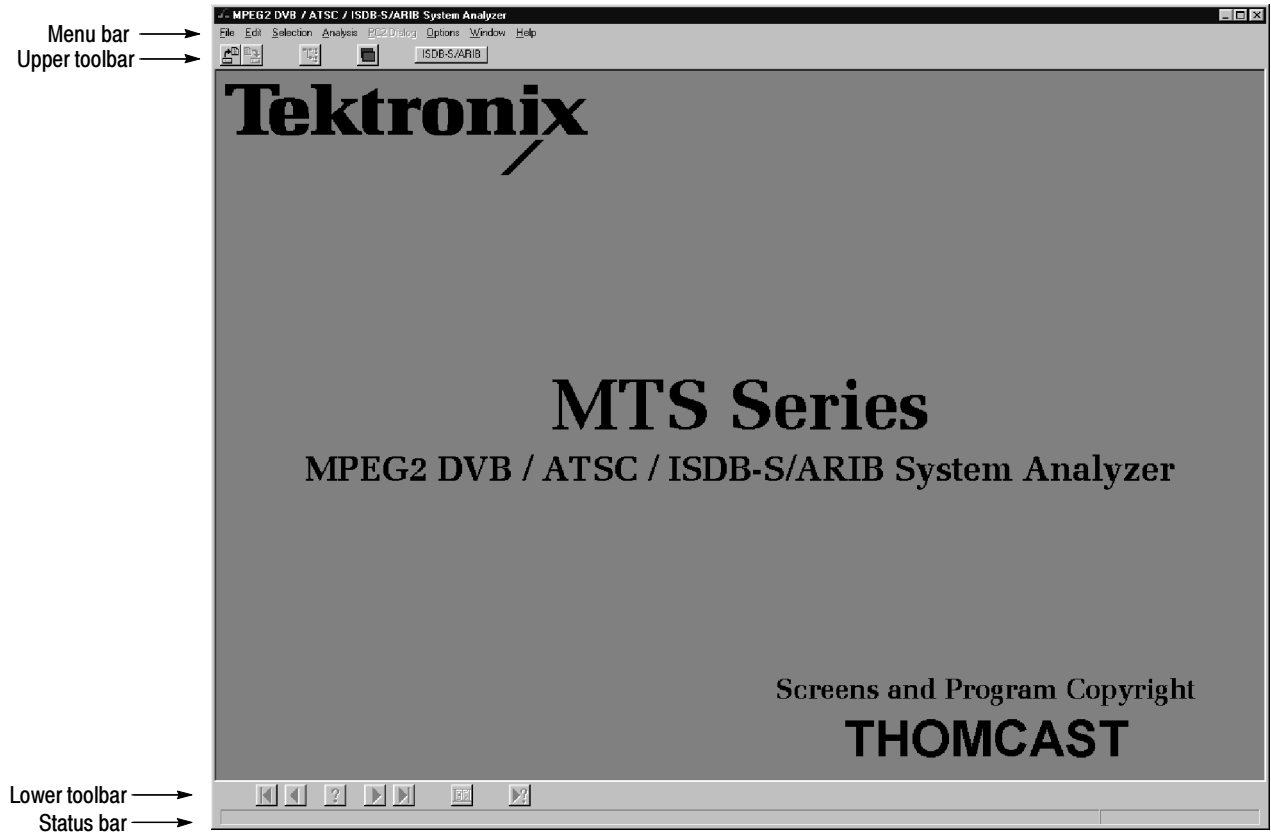 MPEG2 DVB / ATSC / ISDB-S/ARIB System Analyzer
Menu bar
File Edit Selection Analysis PC2 Dialog Options Window Help
Upper toolbar
ISDB-S/ARIB
Tektronix
MTS Series
MPEG2 DVB / ATSC / ISDB-S/ARIB System Analyzer
Screens and Program Copyright
THOMCAST
Lower toolbar
? ?
Status bar